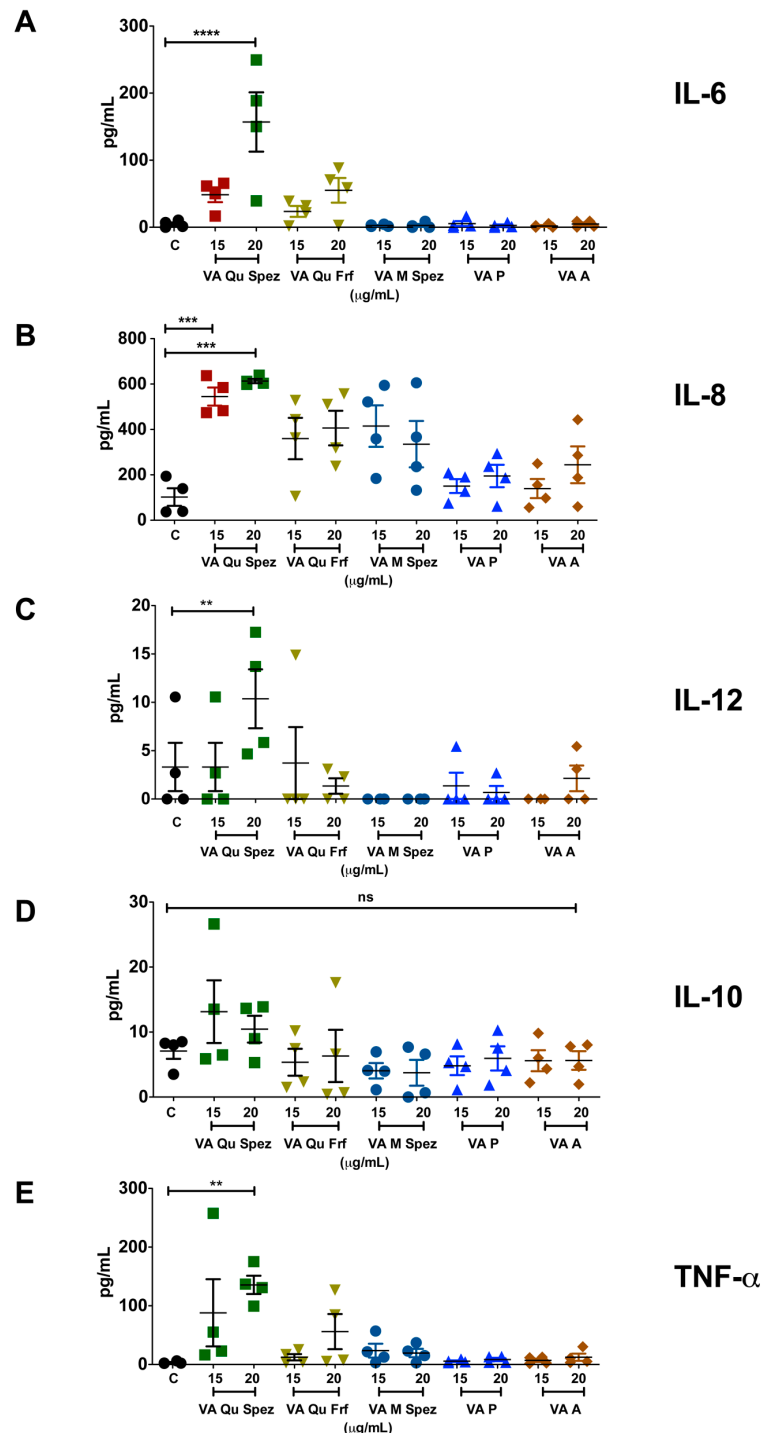 A
****
IL-6
pg/mL
300
200
100
0
C 15 20 15 20 15 20 15 20 15 20
VA Qu Spez VA Qu Frf VA M Spez VA P VA A
(μg/mL)
B
***
***
IL-8
pg/mL
800
600
400
200
0
C 15 20 15 20 15 20 15 20 15 20
VA Qu Spez VA Qu Frf VA M Spez VA P VA A
(μg/mL)
C
**
IL-12
pg/mL
20
15
10
5
0
C 15 20 15 20 15 20 15 20 15 20
VA Qu Spez VA Qu Frf VA M Spez VA P VA A
(μg/mL)
D
ns
IL-10
pg/mL
30
20
10
0
C 15 20 15 20 15 20 15 20 15 20
VA Qu Spez VA Qu Frf VA M Spez VA P VA A
(μg/mL)
E
**
TNF-α
pg/mL
300
200
100
0
C 15 20 15 20 15 20 15 20 15 20
VA Qu Spez VA Qu Frf VA M Spez VA P VA A
(μg/mL)